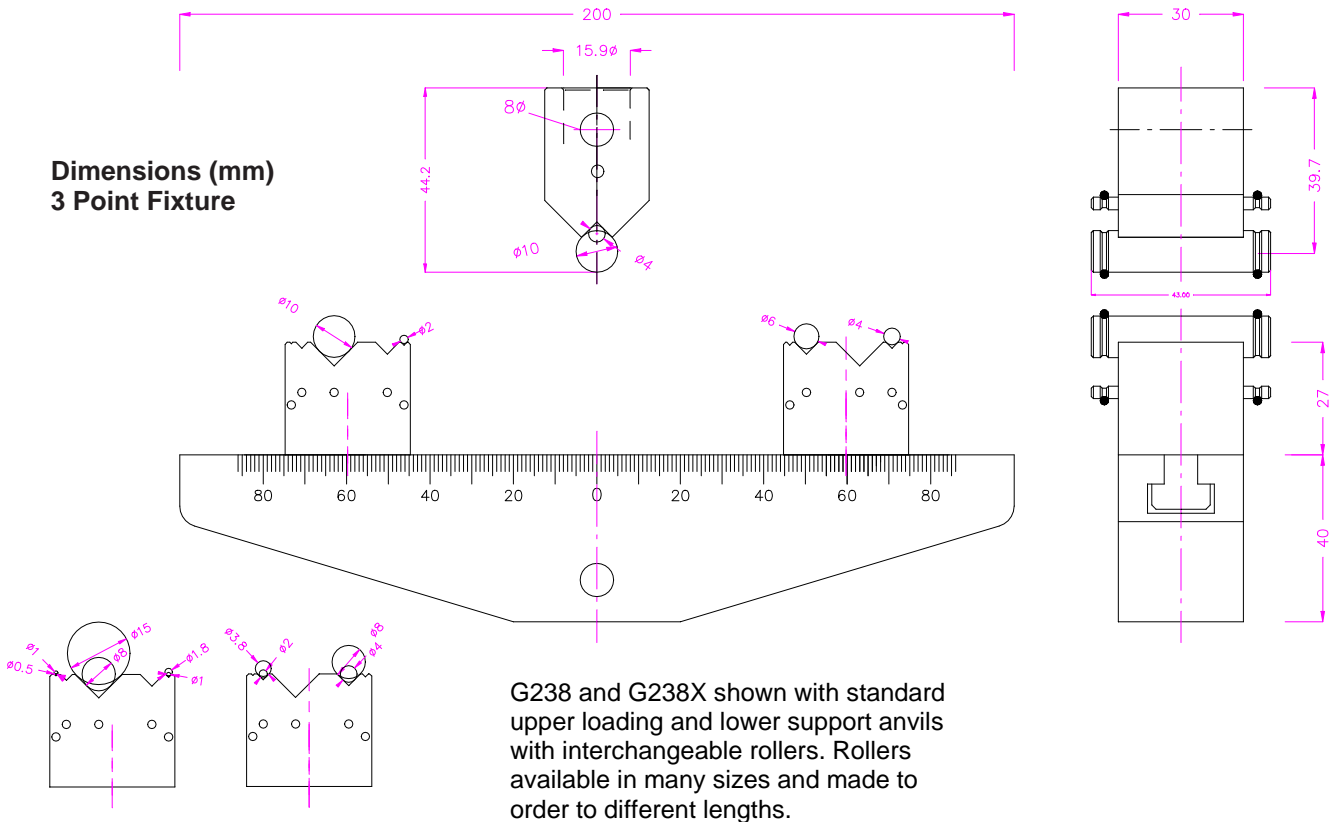 200
30
15.9ø
8ø
44.2
39.7
Dimensions (mm)
3 Point Fixture
ø10
ø4
43.00
ø10
ø2
ø6
ø4
27
80 60 40 20 0 20 40 60 80
40
ø15
ø8
ø1
ø0.5
ø1.8
ø1
ø3.8
ø2
ø8
ø4
G238 and G238X shown with standard
upper loading and lower support anvils
with interchangeable rollers. Rollers
available in many sizes and made to
order to different lengths.